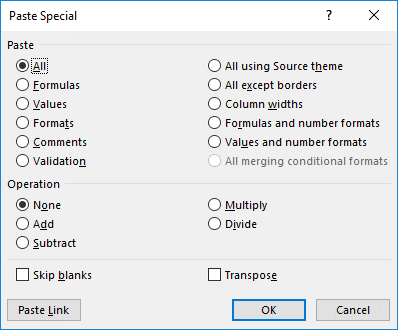 Paste Special
?
Paste
All
All using Source theme
Formulas
All except borders
Values
Column widths
Formats
Formulas and number formats
Comments
Values and number formats
Validation
All merging conditional formats
Operation
None
Multiply
Add
Divide
Subtract
Skip blanks
Transpose
Paste Link
OK
Cancel